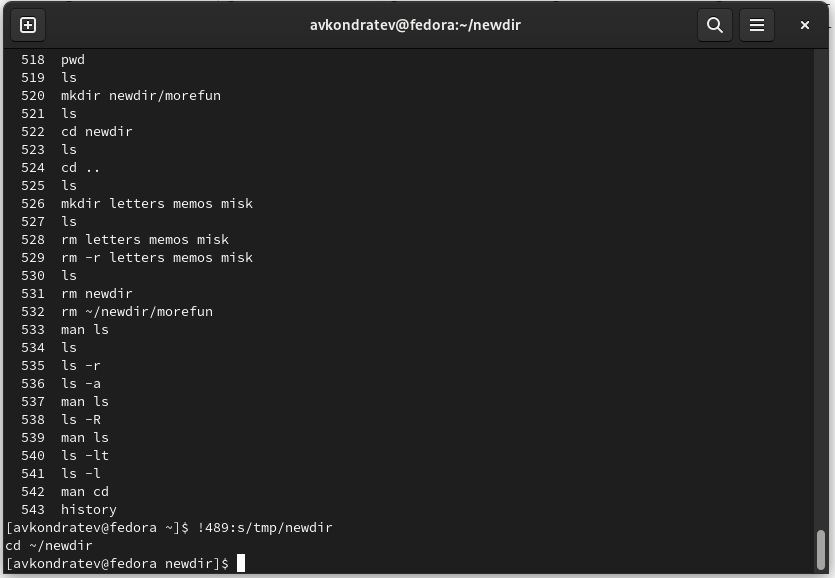 avkondratev@fedora:~/newdir
518 pwd
519 ls
520 mkdir newdir/morefun
521 ls
522 cd newdir
523 ls
524 cd ..
525 ls
526 mkdir letters memos misk
527 ls
528 rm letters memos misk
529 rm -r letters memos misk
530 ls
531 rm newdir
532 rm ~/newdir/morefun
533 man ls
534 ls
535 ls -r
536 ls -a
537 man ls
538 ls -R
539 man ls
540 ls -lt
541 ls -l
542 man cd
543 history
[avkondratev@fedora ~]$ !489:s/tmp/newdir
cd ~/newdir
[avkondratev@fedora newdir]$